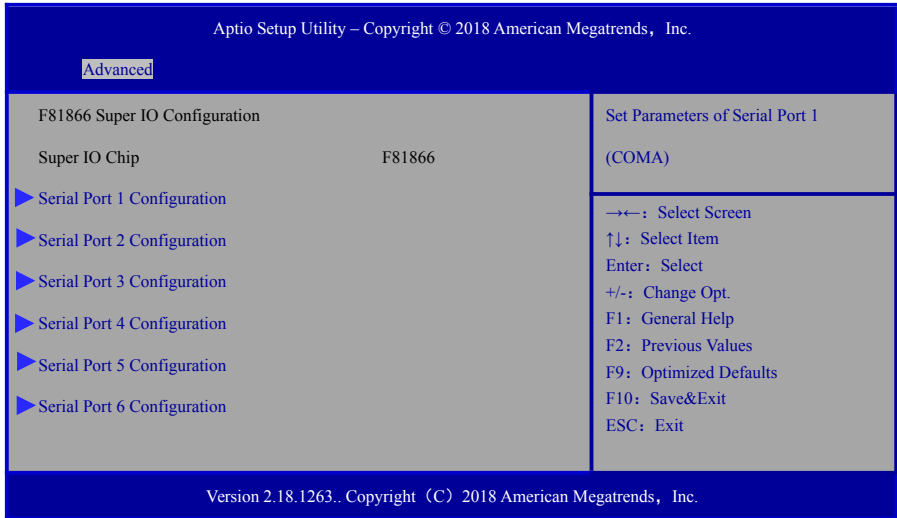 Aptio Setup Utility – Copyright © 2018 American Megatrends，Inc.
Advanced
F81866 Super IO Configuration
Super IO Chip F81866
Serial Port 1 Configuration
Serial Port 2 Configuration
Serial Port 3 Configuration
Serial Port 4 Configuration
Serial Port 5 Configuration
Serial Port 6 Configuration
Set Parameters of Serial Port 1
(COMA)
→←：Select Screen
↑↓：Select Item
Enter：Select
+/-：Change Opt.
F1：General Help
F2：Previous Values
F9：Optimized Defaults
F10：Save&Exit
ESC：Exit
Version 2.18.1263.. Copyright（C）2018 American Megatrends，Inc.